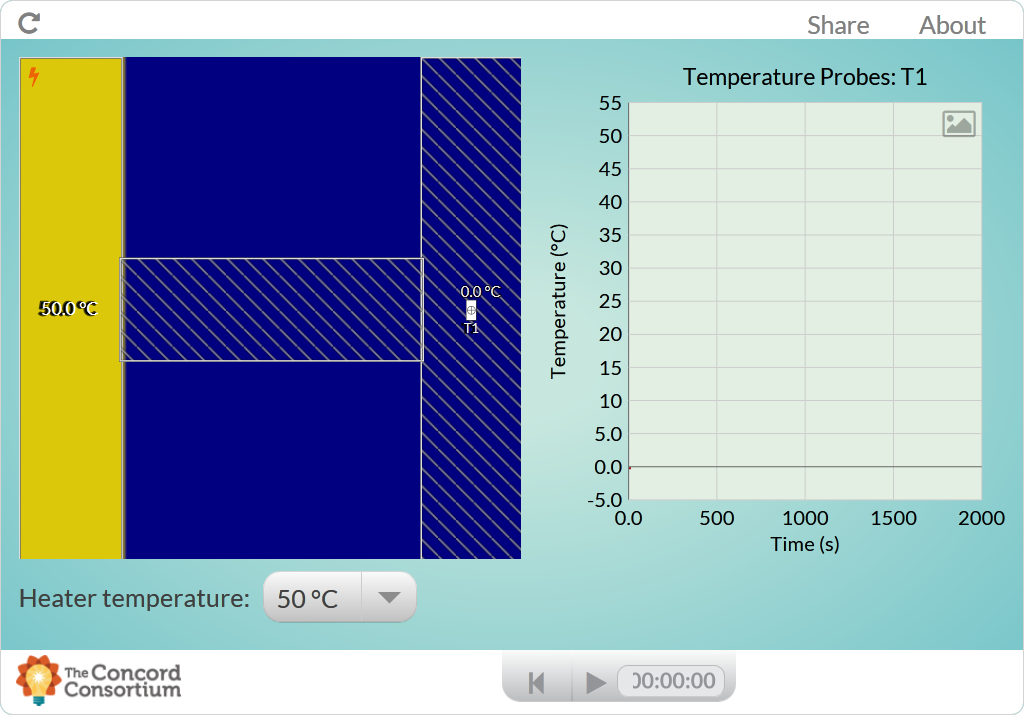 Share About
Temperature Probes: T1
55
50
45
40
35
30
25
20
15
10
5.0
0.0
-5.0
Temperature (°C)
0.0 500 1000 1500 2000
Time (s)
50.0 °C
0.0 °C
T1
Heater temperature: 50 °C
The Concord
Consortium
00:00:00